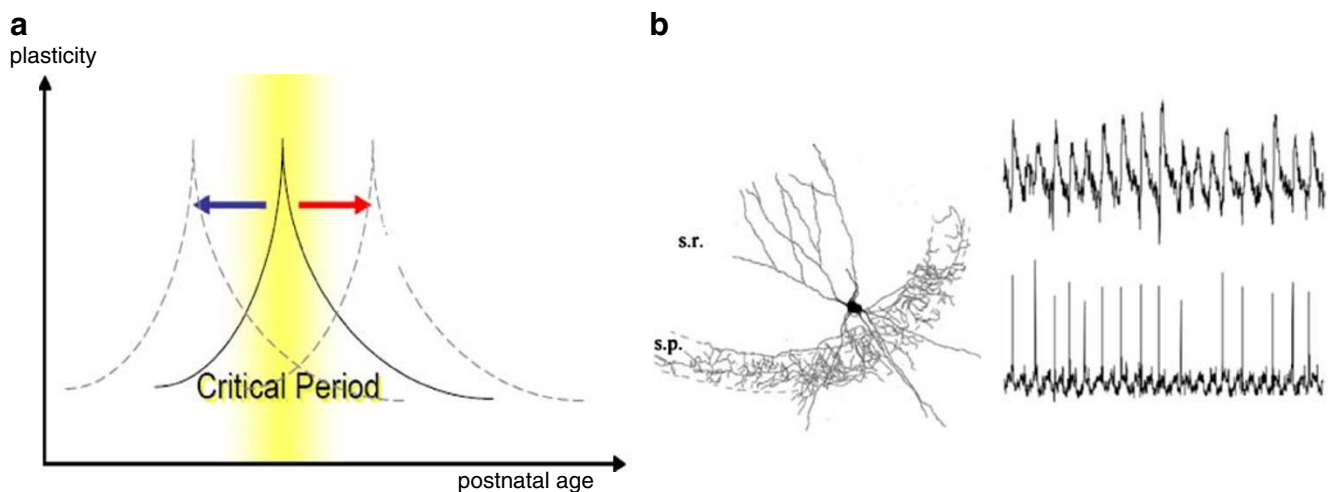 a
plasticity
Critical Period
postnatal age
b
s.r.
s.p.